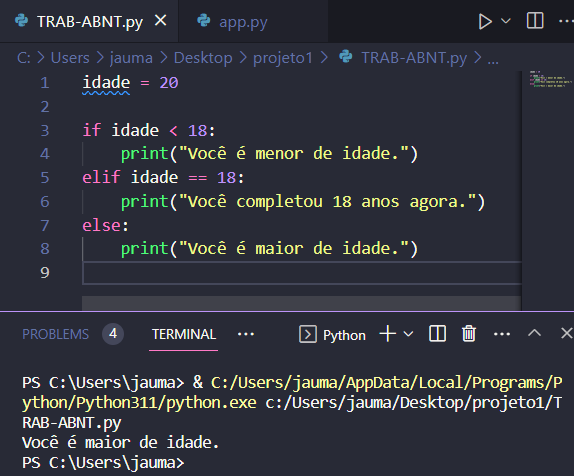 TRAB-ABNT.py × app.py
C: > Users > jauma > Desktop > projeto1 > TRAB-ABNT.py > ...
1 idade = 20
2
3 if idade < 18:
4     print("Você é menor de idade.")
5 elif idade == 18:
6     print("Você completou 18 anos agora.")
7 else:
8     print("Você é maior de idade.")
9
PROBLEMS 4 TERMINAL ... Python
PS C:\Users\jauma> & C:/Users/jauma/AppData/Local/Programs/P
ython/Python311/python.exe c:/Users/jauma/Desktop/projeto1/T
RAB-ABNT.py
Você é maior de idade.
PS C:\Users\jauma>